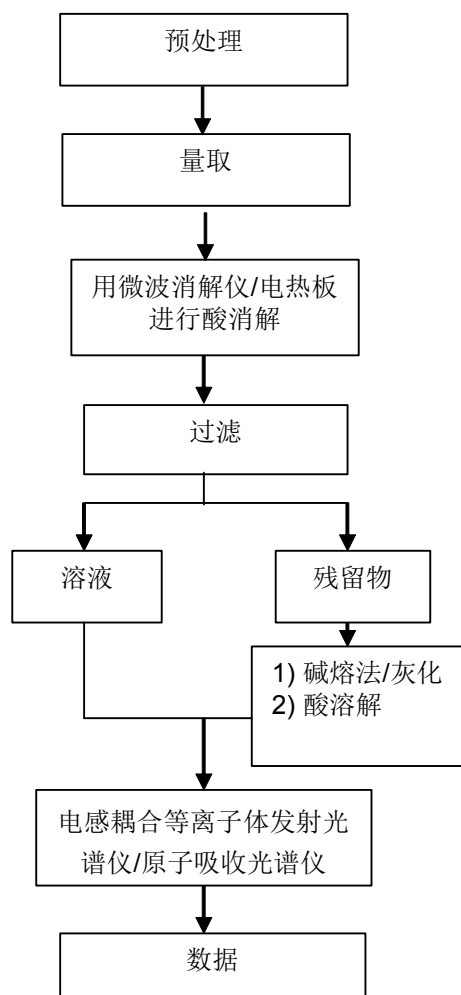 预处理
量取
用微波消解仪/电热板
进行酸消解
过滤
溶液
残留物
1) 碱熔法/灰化
2) 酸溶解
电感耦合等离子体发射光
谱仪/原子吸收光谱仪
数据